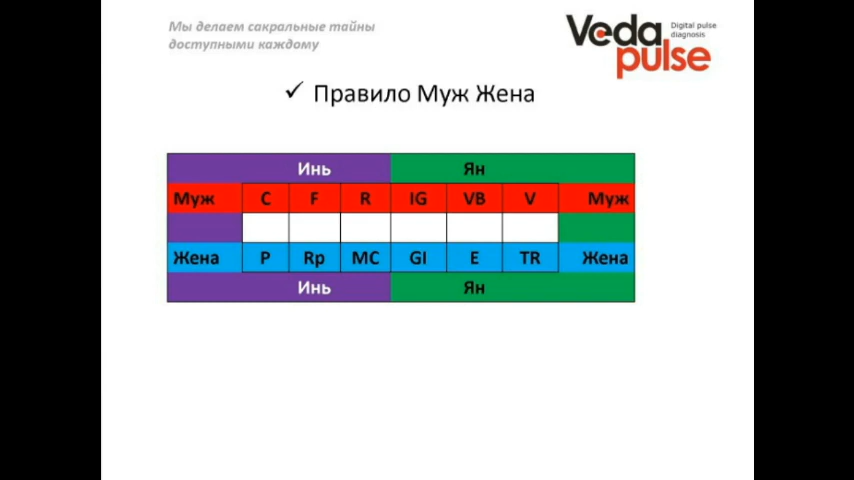 Мы делаем сакральные тайны
доступными каждому
Veda
pulse
Digital pulse
diagnosis
✓ Правило Муж Жена
Инь Ян
Муж C F R IG VB V Муж
Жена P Rp MC GI E TR Жена
Инь Ян